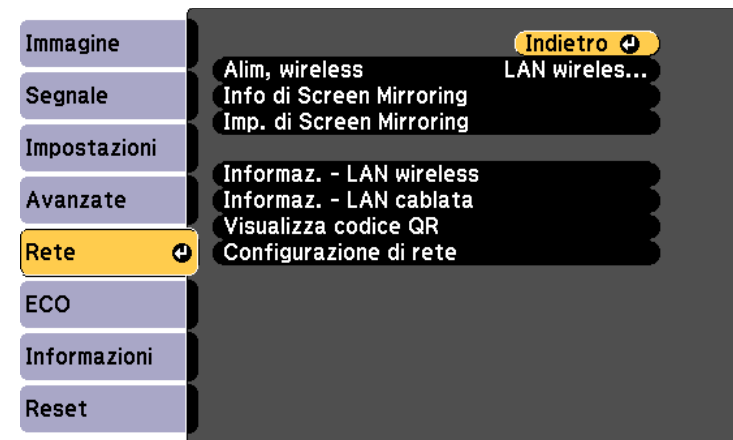 Immagine
Segnale
Impostazioni
Avanzate
Rete
ECO
Informazioni
Reset
Indietro
Alim, wireless LAN wireles...
Info di Screen Mirroring
Imp. di Screen Mirroring
Informaz. - LAN wireless
Informaz. - LAN cablata
Visualizza codice QR
Configurazione di rete